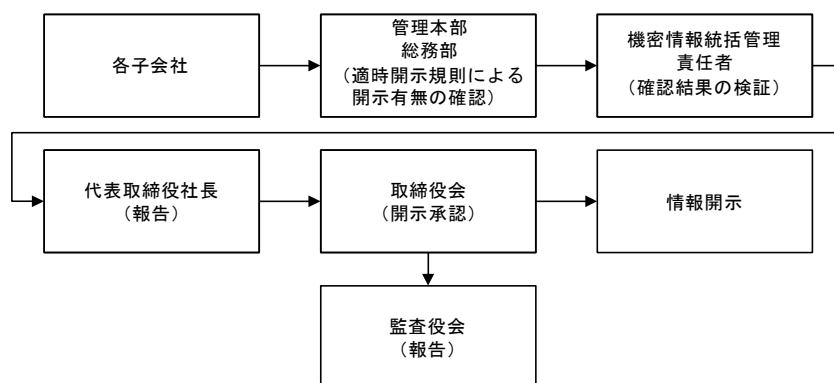 各子会社
管理本部
総務部
（適時開示規則による
開示有無の確認）
機密情報統括管理
責任者
（確認結果の検証）
代表取締役社長
（報告）
取締役会
（開示承認）
情報開示
監査役会
（報告）